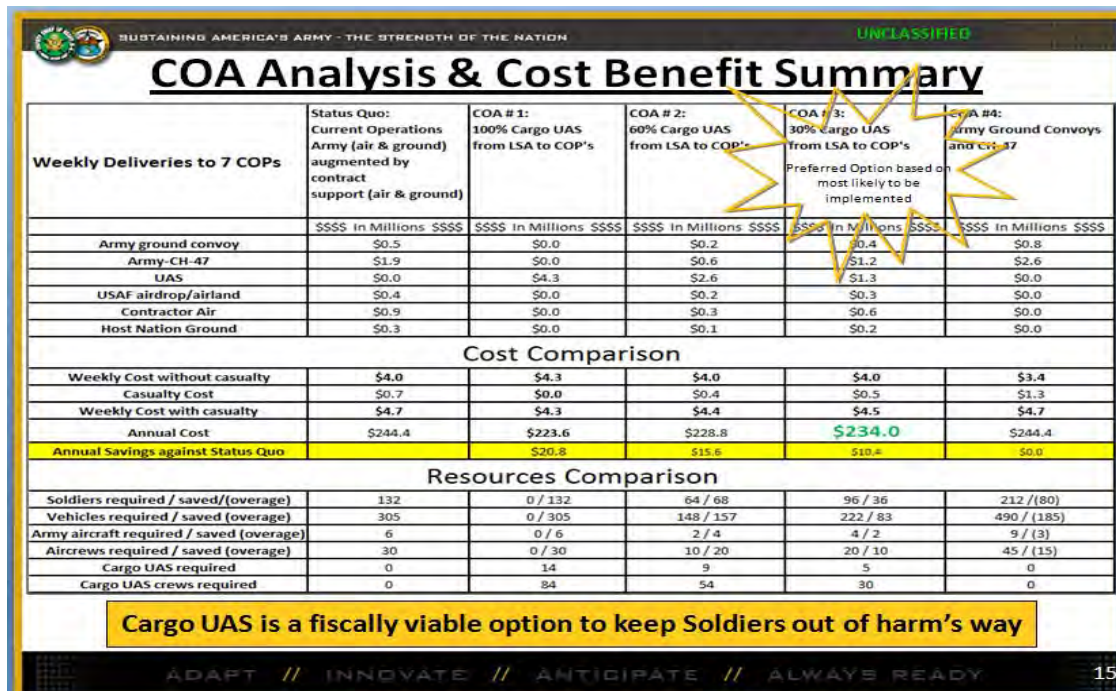 SUSTAINING AMERICA'S ARMY - THE STRENGTH OF THE NATION
UNCLASSIFIED
COA Analysis & Cost Benefit Summary
Weekly Deliveries to 7 COPs
Status Quo:
Current Operations
Army (air & ground)
augmented by
contract
support (air & ground)
COA # 1:
100% Cargo UAS
from LSA to COP's
COA # 2:
60% Cargo UAS
from LSA to COP's
COA # 3:
30% Cargo UAS
from LSA to COP's
Preferred Option based on
most likely to be
implemented
COA #4:
Army Ground Convoys
and CH-47
$$$$ In Millions $$$$ $$$$ In Millions $$$$ $$$$ In Millions $$$$ $$$$ In Millions $$$$ $$$$ In Millions $$$$
Army ground convoy $0.5 $0.0 $0.2 $0.4 $0.8
Army-CH-47 $1.9 $0.0 $0.6 $1.2 $2.6
UAS $0.0 $4.3 $2.6 $1.3 $0.0
USAF airdrop/airland $0.4 $0.0 $0.2 $0.3 $0.0
Contractor Air $0.9 $0.0 $0.3 $0.6 $0.0
Host Nation Ground $0.3 $0.0 $0.1 $0.2 $0.0
Cost Comparison
Weekly Cost without casualty $4.0 $4.3 $4.0 $4.0 $3.4
Casualty Cost $0.7 $0.0 $0.4 $0.5 $1.3
Weekly Cost with casualty $4.7 $4.3 $4.4 $4.5 $4.7
Annual Cost $244.4 $223.6 $228.8 $234.0 $244.4
Annual Savings against Status Quo $20.8 $15.6 $10.4 $0.0
Resources Comparison
Soldiers required / saved/(overage) 132 0 / 132 64 / 68 96 / 36 212 /(80)
Vehicles required / saved (overage) 305 0 / 305 148 / 157 222 / 83 490 / (185)
Army aircraft required / saved (overage) 6 0 / 6 2 / 4 4 / 2 9 / (3)
Aircrews required / saved (overage) 30 0 / 30 10 / 20 20 / 10 45 / (15)
Cargo UAS required 0 14 9 5 0
Cargo UAS crews required 0 84 54 30 0
Cargo UAS is a fiscally viable option to keep Soldiers out of harm's way
ADAPT // INNOVATE // ANTICIPATE // ALWAYS READY
15